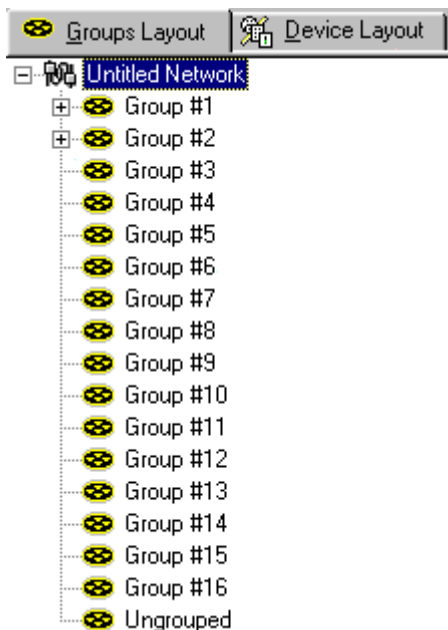 Groups Layout Device Layout
Untitled Network
Group #1
Group #2
Group #3
Group #4
Group #5
Group #6
Group #7
Group #8
Group #9
Group #10
Group #11
Group #12
Group #13
Group #14
Group #15
Group #16
Ungrouped